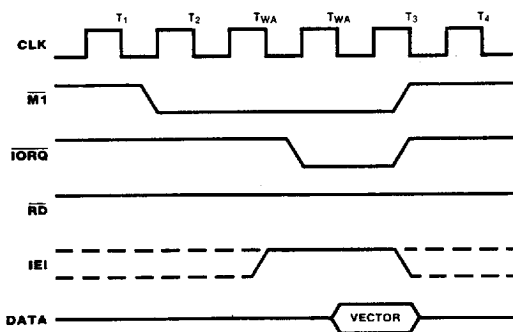 T1 T2 TWA TWA T3 T4
CLK
M1
IORQ
RD
IEI
DATA VECTOR